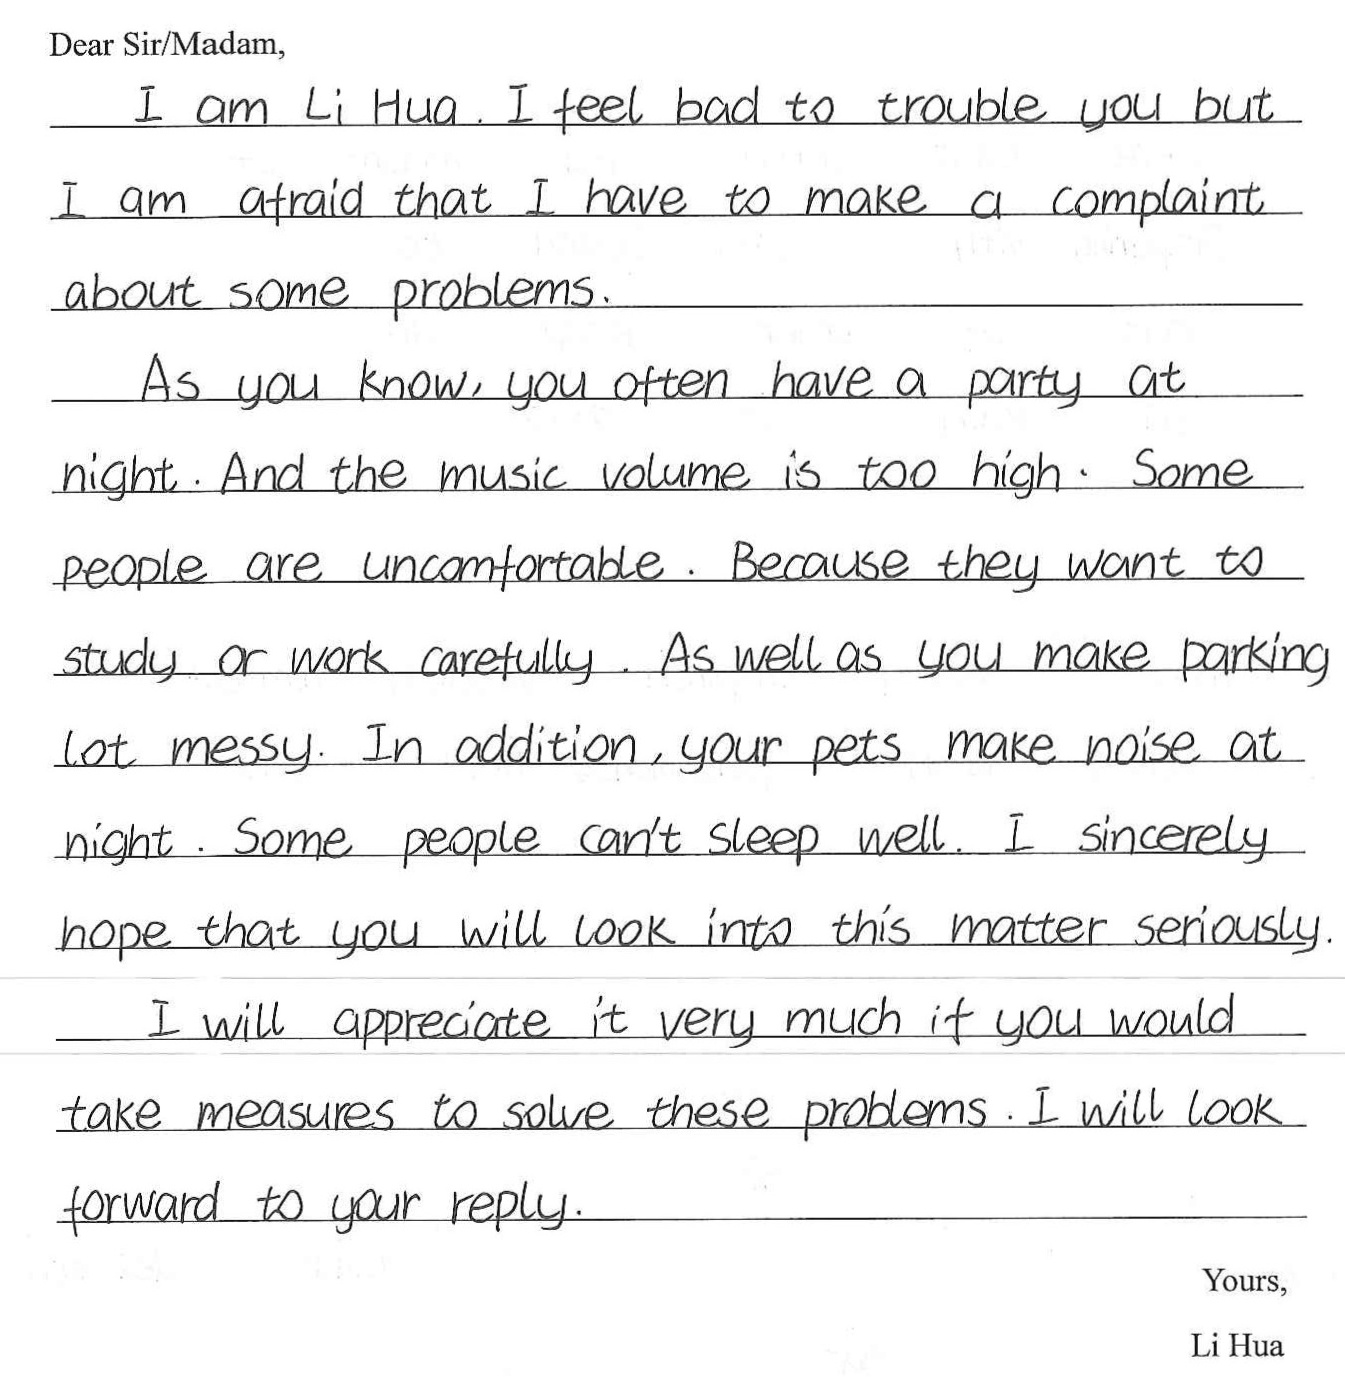 Dear Sir/Madam,
I am Li Hua. I feel bad to trouble you but
I am afraid that I have to make a complaint
about some problems.
As you know, you often have a party at
night. And the music volume is too high. Some
people are uncomfortable. Because they want to
study or work carefully. As well as you make parking
lot messy. In addition, your pets make noise at
night. Some people can't sleep well. I sincerely
hope that you will look into this matter seriously.
I will appreciate it very much if you would
take measures to solve these problems. I will look
forward to your reply.
Yours,
Li Hua